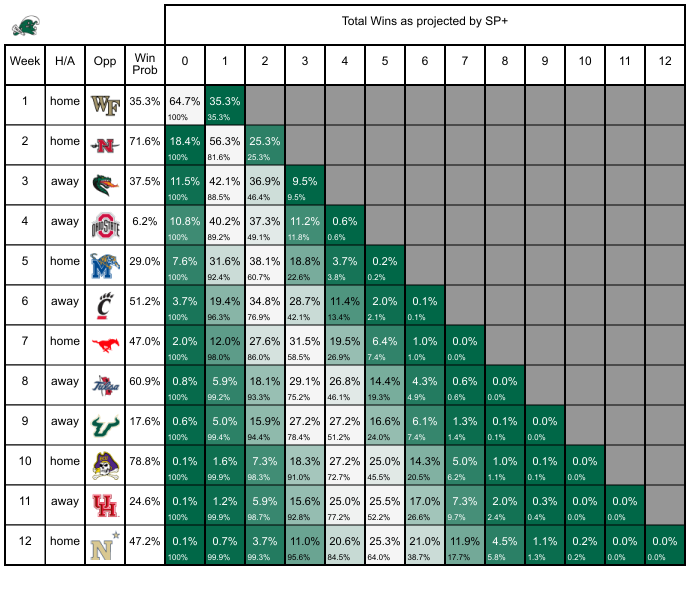 Total Wins as projected by SP+
Week H/A Opp Win Prob 0 1 2 3 4 5 6 7 8 9 10 11 12
1 home WF 35.3% 64.7% 35.3%
100% 35.3%
2 home N 71.6% 18.4% 56.3% 25.3%
100% 81.6% 25.3%
3 away 37.5% 11.5% 42.1% 36.9% 9.5%
100% 88.5% 46.4% 9.5%
4 away OHIO STATE 6.2% 10.8% 40.2% 37.3% 11.2% 0.6%
100% 89.2% 49.1% 11.8% 0.6%
5 home M 29.0% 7.6% 31.6% 38.1% 18.8% 3.7% 0.2%
100% 92.4% 60.7% 22.6% 3.8% 0.2%
6 away C 51.2% 3.7% 19.4% 34.8% 28.7% 11.4% 2.0% 0.1%
100% 96.3% 76.9% 42.1% 13.4% 2.1% 0.1%
7 home 47.0% 2.0% 12.0% 27.6% 31.5% 19.5% 6.4% 1.0% 0.0%
100% 98.0% 86.0% 58.5% 26.9% 7.4% 1.0% 0.0%
8 away Tulsa 60.9% 0.8% 5.9% 18.1% 29.1% 26.8% 14.4% 4.3% 0.6% 0.0%
100% 99.2% 93.3% 75.2% 46.1% 19.3% 4.9% 0.6% 0.0%
9 away 17.6% 0.6% 5.0% 15.9% 27.2% 27.2% 16.6% 6.1% 1.3% 0.1% 0.0%
100% 99.4% 94.4% 78.4% 51.2% 24.0% 7.4% 1.4% 0.1% 0.0%
10 home 78.8% 0.1% 1.6% 7.3% 18.3% 27.2% 25.0% 14.3% 5.0% 1.0% 0.1% 0.0%
100% 99.9% 98.3% 91.0% 72.7% 45.5% 20.5% 6.2% 1.1% 0.1% 0.0%
11 away UH 24.6% 0.1% 1.2% 5.9% 15.6% 25.0% 25.5% 17.0% 7.3% 2.0% 0.3% 0.0% 0.0%
100% 99.9% 98.7% 92.8% 77.2% 52.2% 26.6% 9.7% 2.4% 0.4% 0.0% 0.0%
12 home N 47.2% 0.1% 0.7% 3.7% 11.0% 20.6% 25.3% 21.0% 11.9% 4.5% 1.1% 0.2% 0.0% 0.0%
100% 99.9% 99.3% 95.6% 84.5% 64.0% 38.7% 17.7% 5.8% 1.3% 0.2% 0.0% 0.0%